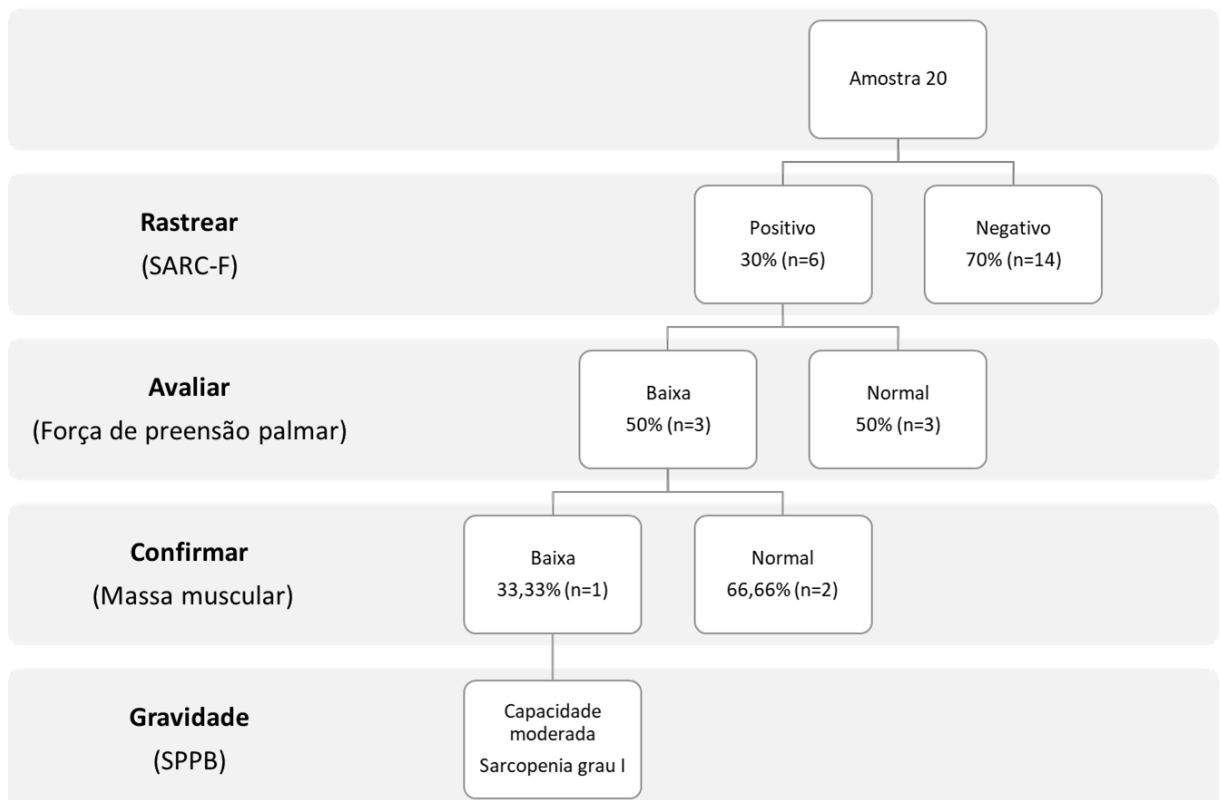 Amostra 20
Rastrear
(SARC-F)
Positivo
30% (n=6)
Negativo
70% (n=14)
Avaliar
(Força de preensão palmar)
Baixa
50% (n=3)
Normal
50% (n=3)
Confirmar
(Massa muscular)
Baixa
33,33% (n=1)
Normal
66,66% (n=2)
Gravidade
(SPPB)
Capacidade
moderada
Sarcopenia grau I